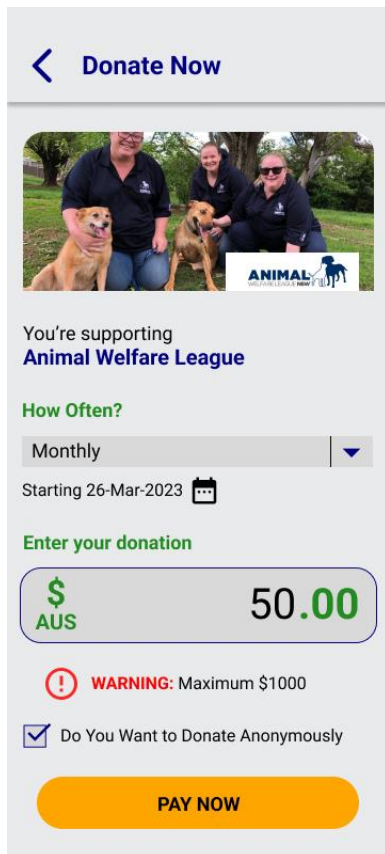 Donate Now
ANIMAL
WELFARE LEAGUE NSW
You're supporting
Animal Welfare League
How Often?
Monthly
Starting 26-Mar-2023
Enter your donation
$
AUS
50.00
WARNING: Maximum $1000
Do You Want to Donate Anonymously
PAY NOW